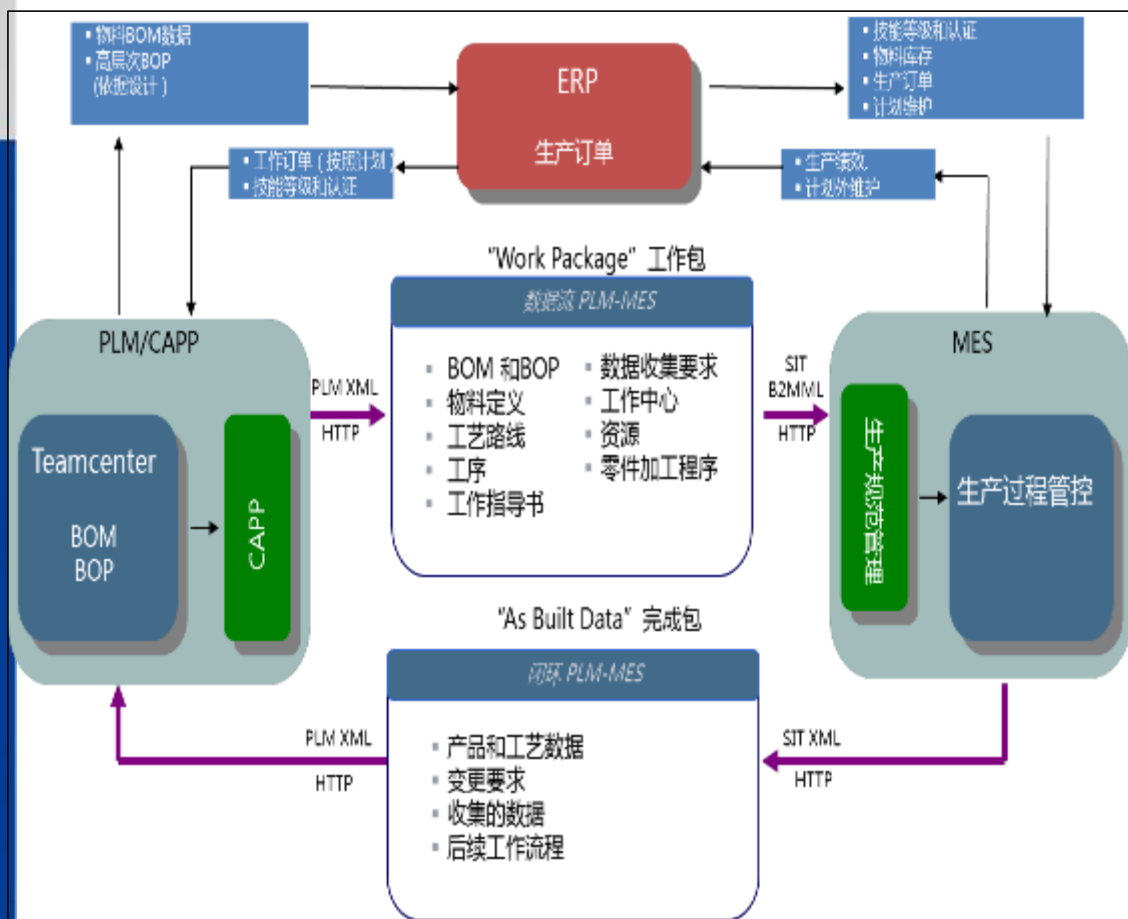 物料BOM数据
高层次BOP
(依据设计)
ERP
生产订单
技能等级和认证
物料库存
生产订单
计划维护
工作订单(按照计划)
技能等级和认证
生产绩效
计划外维护
“Work Package” 工作包
数据流 PLM-MES
BOM 和BOP
物料定义
工艺路线
工序
工作指导书
数据收集要求
工作中心
资源
零件加工程序
PLM/CAPP
Teamcenter
BOM
BOP
CAPP
PLM XML
HTTP
SIT
B2MML
HTTP
MES
生产规范管理
生产过程管控
“As Built Data” 完成包
闭环 PLM-MES
产品和工艺数据
变更要求
收集的数据
后续工作流程
PLM XML
HTTP
SIT XML
HTTP